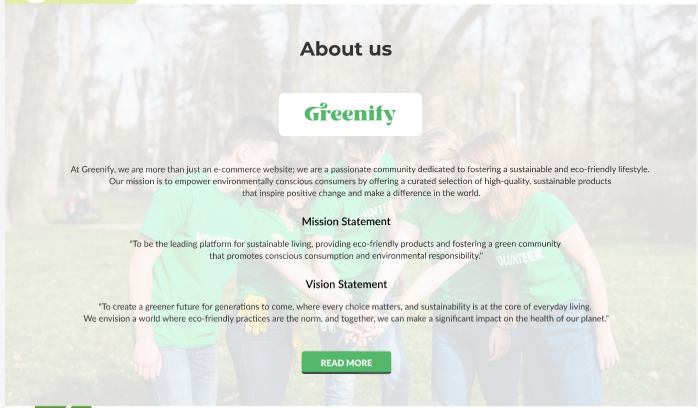 About us
Greenify
At Greenify, we are more than just an e-commerce website; we are a passionate community dedicated to fostering a sustainable and eco-friendly lifestyle.
Our mission is to empower environmentally conscious consumers by offering a curated selection of high-quality, sustainable products
that inspire positive change and make a difference in the world.
Mission Statement
"To be the leading platform for sustainable living, providing eco-friendly products and fostering a green community
that promotes conscious consumption and environmental responsibility."
VOLUNTEER
Vision Statement
"To create a greener future for generations to come, where every choice matters, and sustainability is at the core of everyday living.
We envision a world where eco-friendly practices are the norm, and together, we can make a significant impact on the health of our planet."
READ MORE